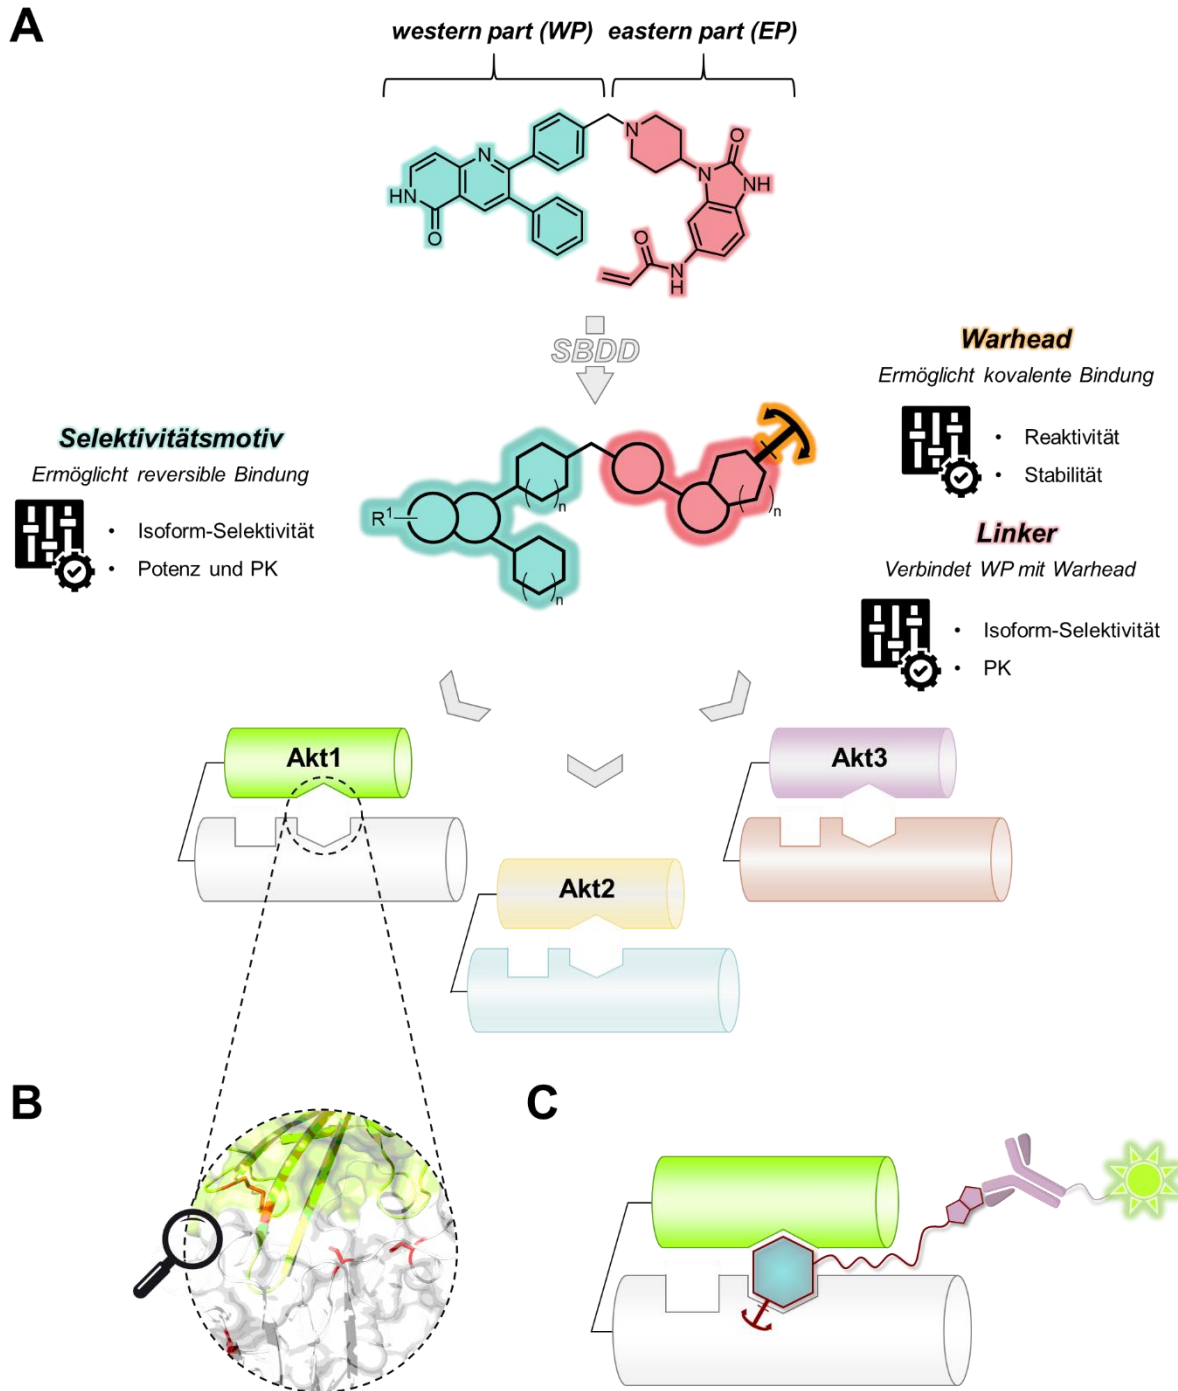 A
western part (WP) eastern part (EP)
N
N
O
N
NH
HN
O
O
N
H
SBDD
Warhead
Ermöglicht kovalente Bindung
• Reaktivität
• Stabilität
Selektivitätsmotiv
Ermöglicht reversible Bindung
• Isoform-Selektivität
• Potenz und PK
R¹
( )n
( )n
( )n
Linker
Verbindet WP mit Warhead
• Isoform-Selektivität
• PK
Akt1
Akt3
Akt2
B
C